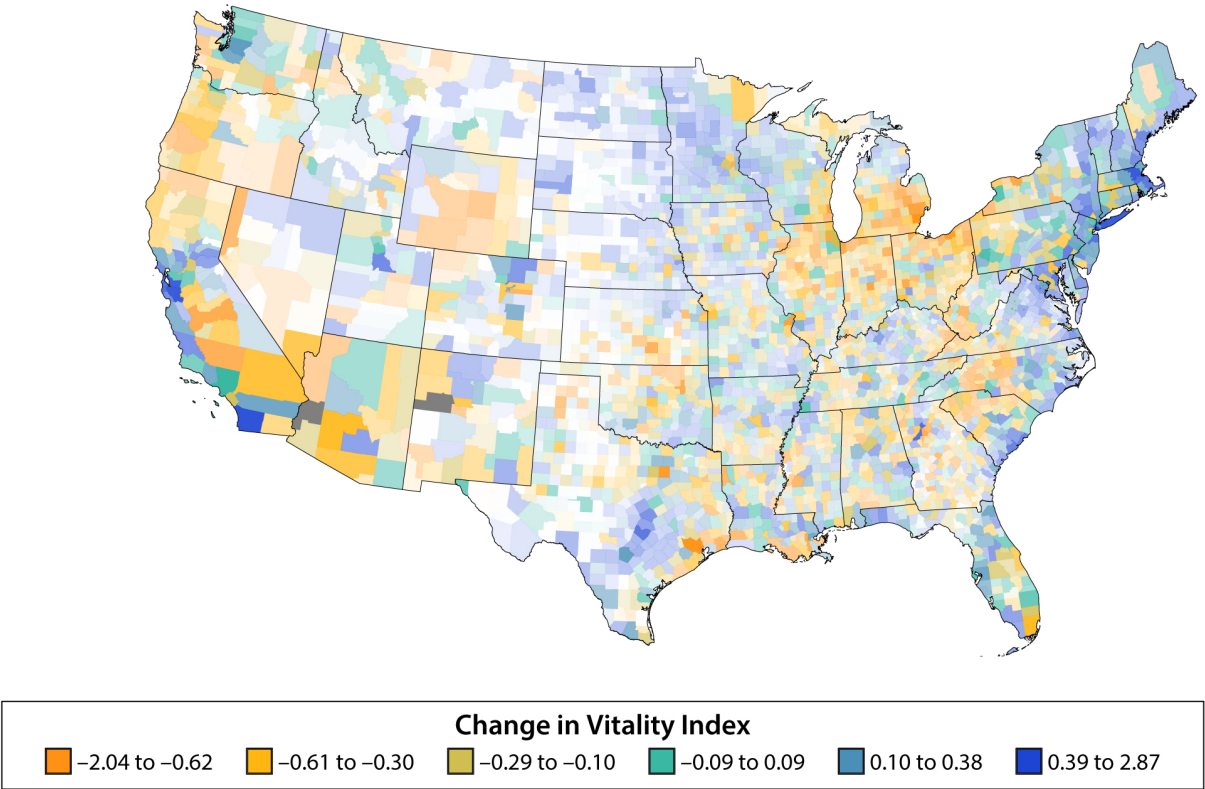 Change in Vitality Index
–2.04 to –0.62 –0.61 to –0.30 –0.29 to –0.10 –0.09 to 0.09 0.10 to 0.38 0.39 to 2.87